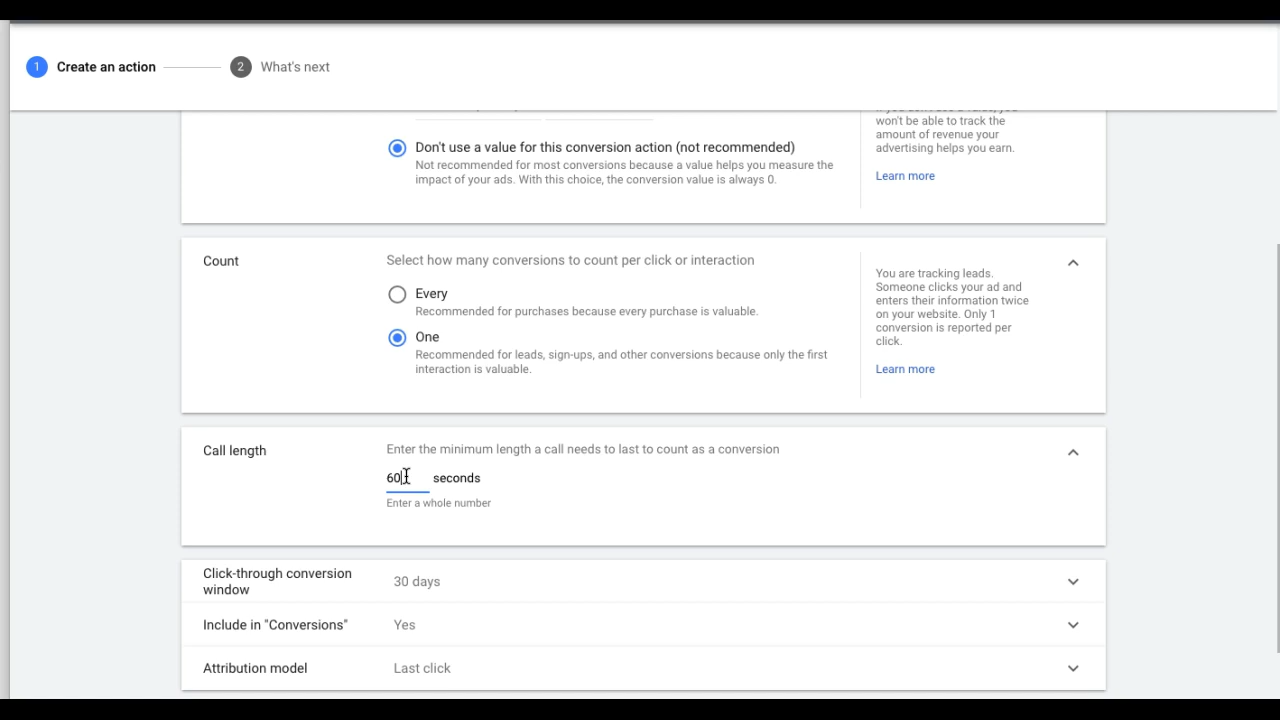 1 Create an action 2 What's next
Don't use a value for this conversion action (not recommended)
Not recommended for most conversions because a value helps you measure the
impact of your ads. With this choice, the conversion value is always 0.
won't be able to track the
amount of revenue your
advertising helps you earn.
Learn more
Count
Select how many conversions to count per click or interaction
Every
Recommended for purchases because every purchase is valuable.
One
Recommended for leads, sign-ups, and other conversions because only the first
interaction is valuable.
You are tracking leads.
Someone clicks your ad and
enters their information twice
on your website. Only 1
conversion is reported per
click.
Learn more
Call length
Enter the minimum length a call needs to last to count as a conversion
60 seconds
Enter a whole number
Click-through conversion
window
30 days
Include in "Conversions"
Yes
Attribution model
Last click